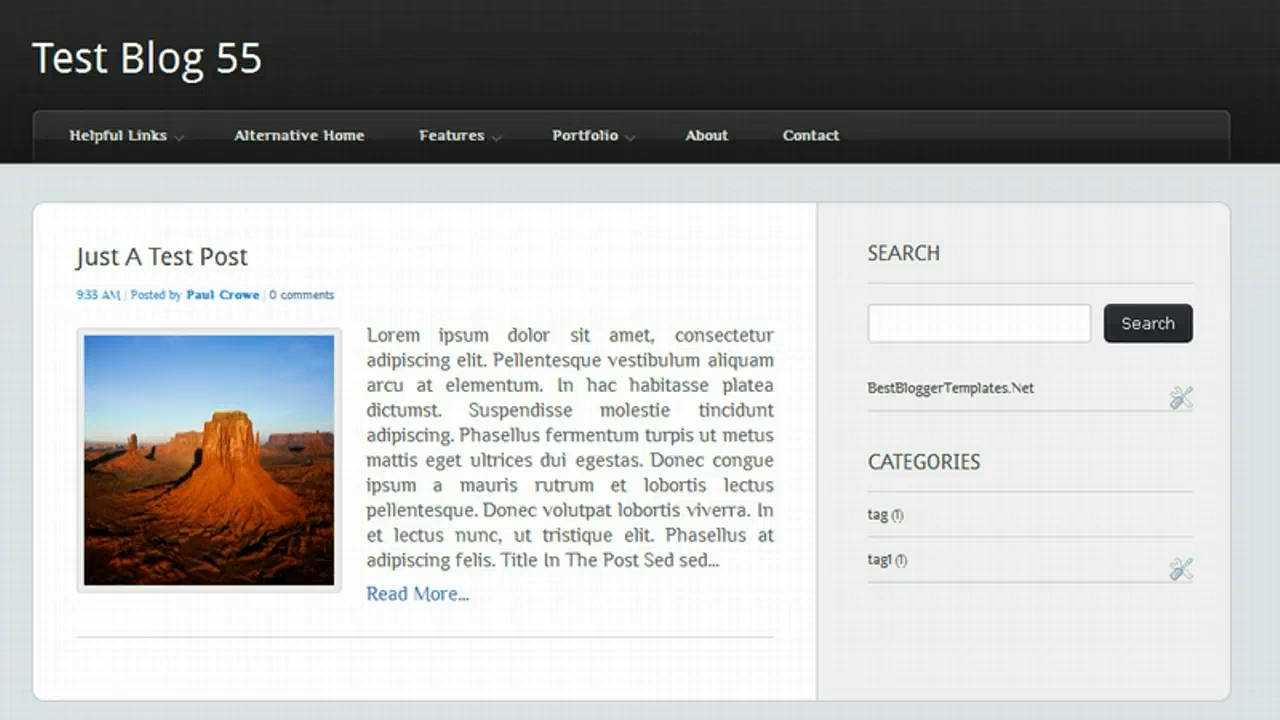 Test Blog 55
Helpful Links Alternative Home Features Portfolio About Contact
Just A Test Post
9:33 AM | Posted by Paul Crowe | 0 comments
Lorem ipsum dolor sit amet, consectetur
adipiscing elit. Pellentesque vestibulum aliquam
arcu at elementum. In hac habitasse platea
dictumst. Suspendisse molestie tincidunt
adipiscing. Phasellus fermentum turpis ut metus
mattis eget ultrices dui egestas. Donec congue
ipsum a mauris rutrum et lobortis lectus
pellentesque. Donec volutpat lobortis viverra. In
et lectus nunc, ut tristique elit. Phasellus at
adipiscing felis. Title In The Post Sed sed...
Read More...
SEARCH
Search
BestBloggerTemplates.Net
CATEGORIES
tag (1)
tag1 (1)